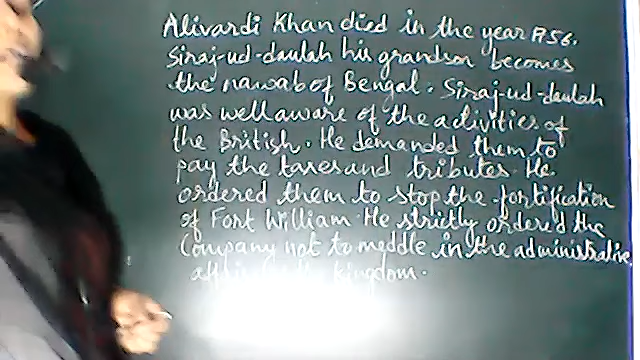 Alivardi Khan died in the year 1756.
Siraj-ud-daulah his grandson becomes
the nawab of Bengal. Siraj-ud-daulah
was well aware of the activities of
the British. He demanded them to
pay the taxes and tributes. He
ordered them to stop the fortification
of Fort William. He strictly ordered the
Company not to meddle in the administrative
kingdom.